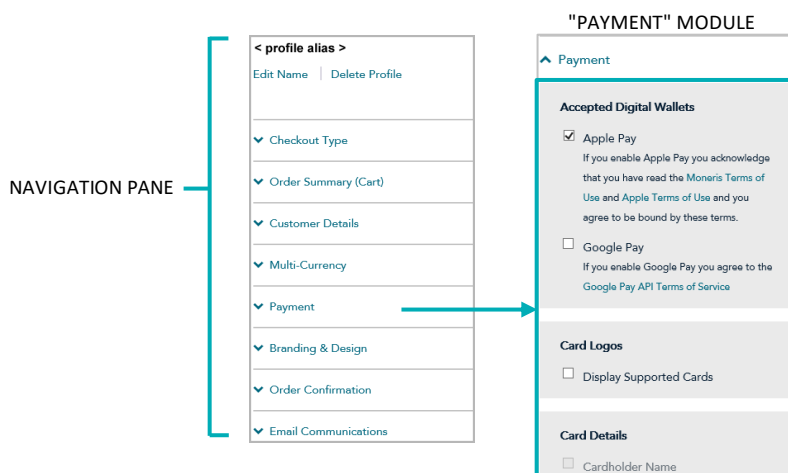 "PAYMENT" MODULE
< profile alias >
Edit Name | Delete Profile
Checkout Type
Order Summary (Cart)
Customer Details
Multi-Currency
Payment
Branding & Design
Order Confirmation
Email Communications
NAVIGATION PANE
Payment
Accepted Digital Wallets
Apple Pay
If you enable Apple Pay you acknowledge
that you have read the Moneris Terms of
Use and Apple Terms of Use and you
agree to be bound by these terms.
Google Pay
If you enable Google Pay you agree to the
Google Pay API Terms of Service
Card Logos
Display Supported Cards
Card Details
Cardholder Name